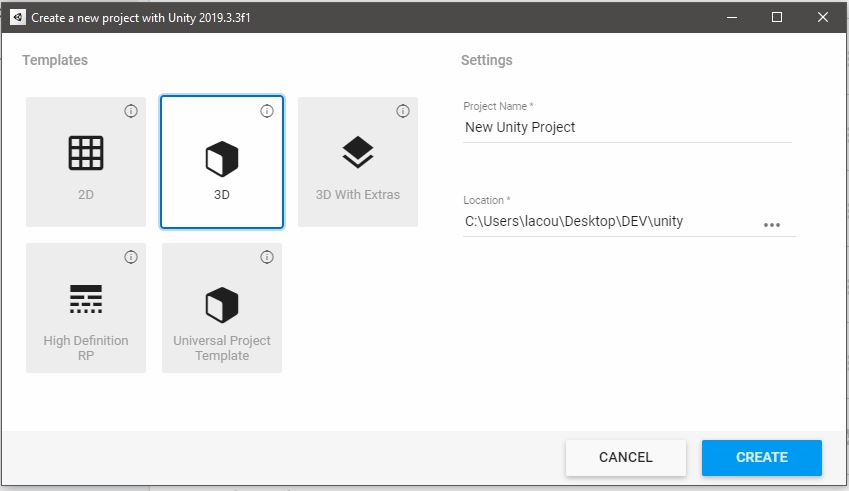 Create a new project with Unity 2019.3.3f1
Templates
Settings
2D
3D
3D With Extras
High Definition
RP
Universal Project
Template
Project Name *
New Unity Project
Location *
C:\Users\lacou\Desktop\DEV\unity
CANCEL
CREATE